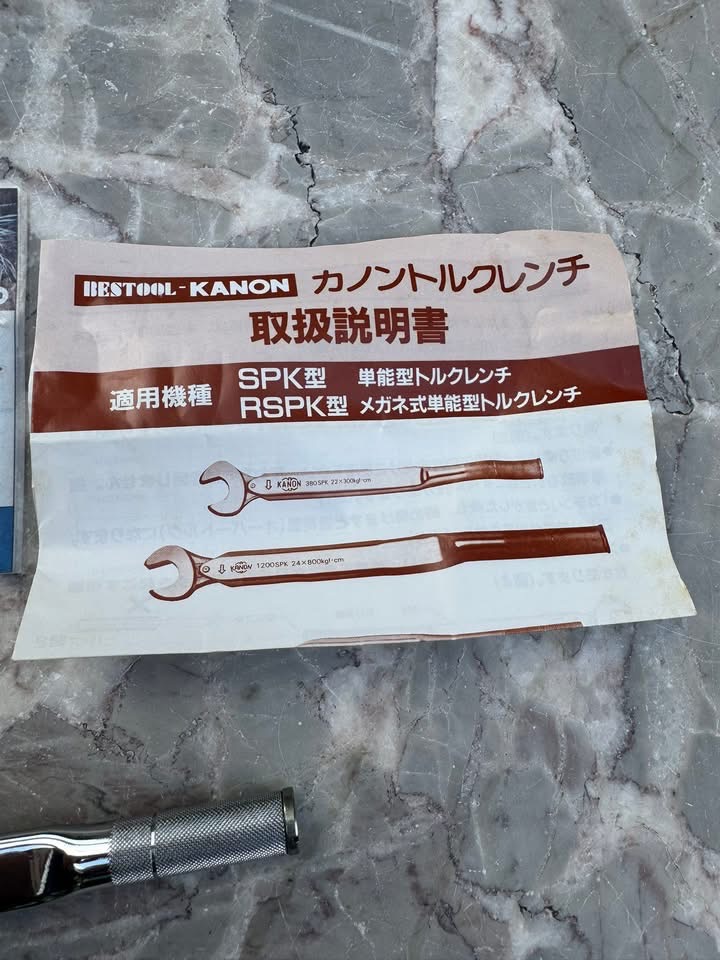 BESTOOL-KANON カノントルクレンチ
取扱説明書
適用機種
SPK型 単能型トルクレンチ
RSPK型 メガネ式単能型トルクレンチ
KANON 380SPK 22×300kgf·cm
KANON 1200SPK 24×800kgf·cm